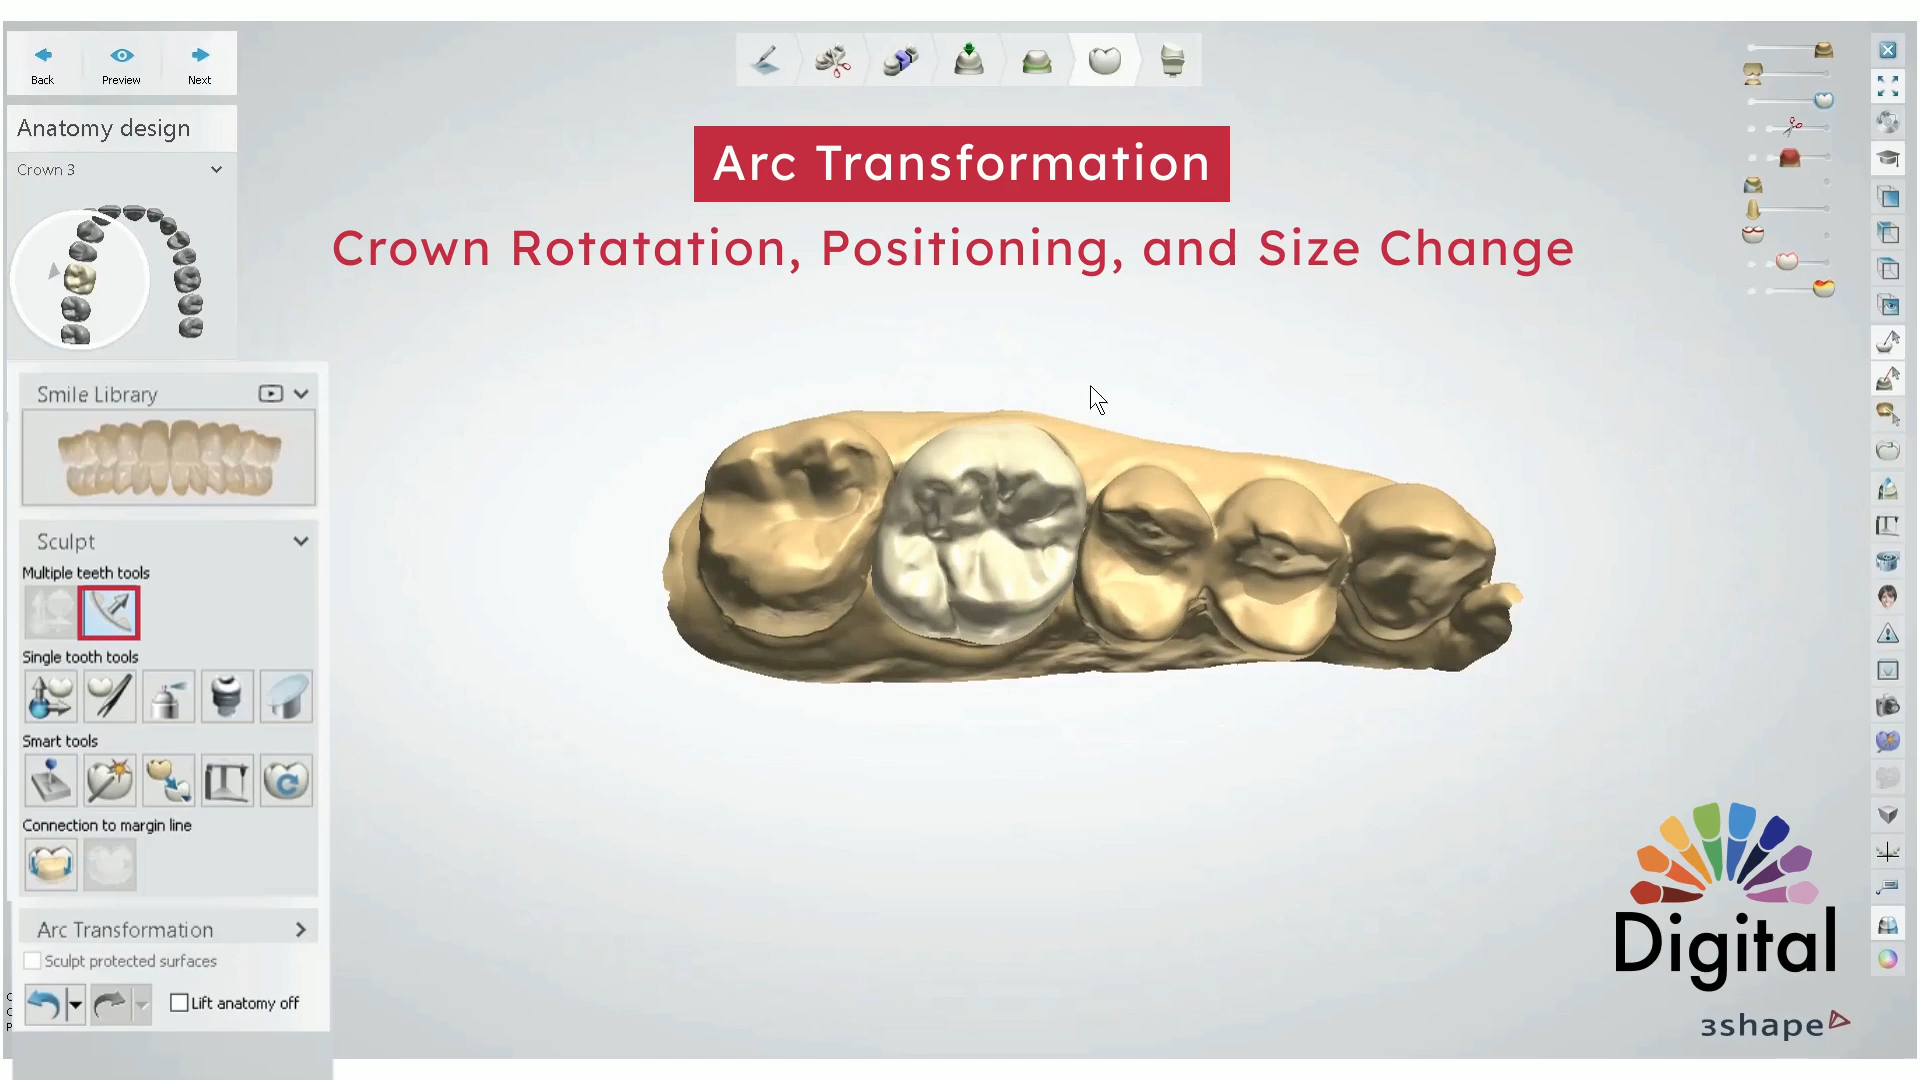 Back Preview Next
Anatomy design
Crown 3
Arc Transformation
Crown Rotatation, Positioning, and Size Change
Smile Library
Sculpt
Multiple teeth tools
Single tooth tools
Smart tools
Connection to margin line
Arc Transformation
Sculpt protected surfaces
Lift anatomy off
Digital
3shape